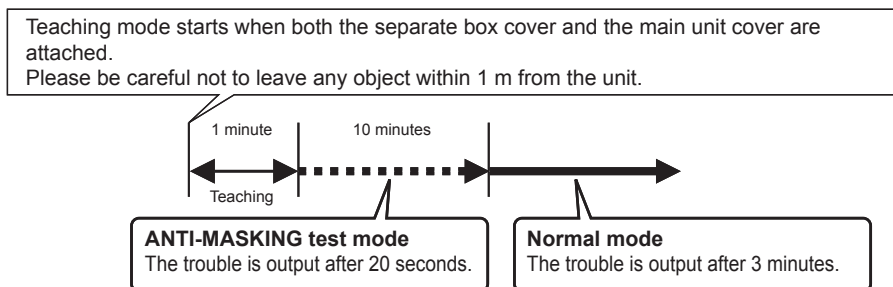 Teaching mode starts when both the separate box cover and the main unit cover are
attached.
Please be careful not to leave any object within 1 m from the unit.
1 minute
10 minutes
Teaching
ANTI-MASKING test mode
The trouble is output after 20 seconds.
Normal mode
The trouble is output after 3 minutes.